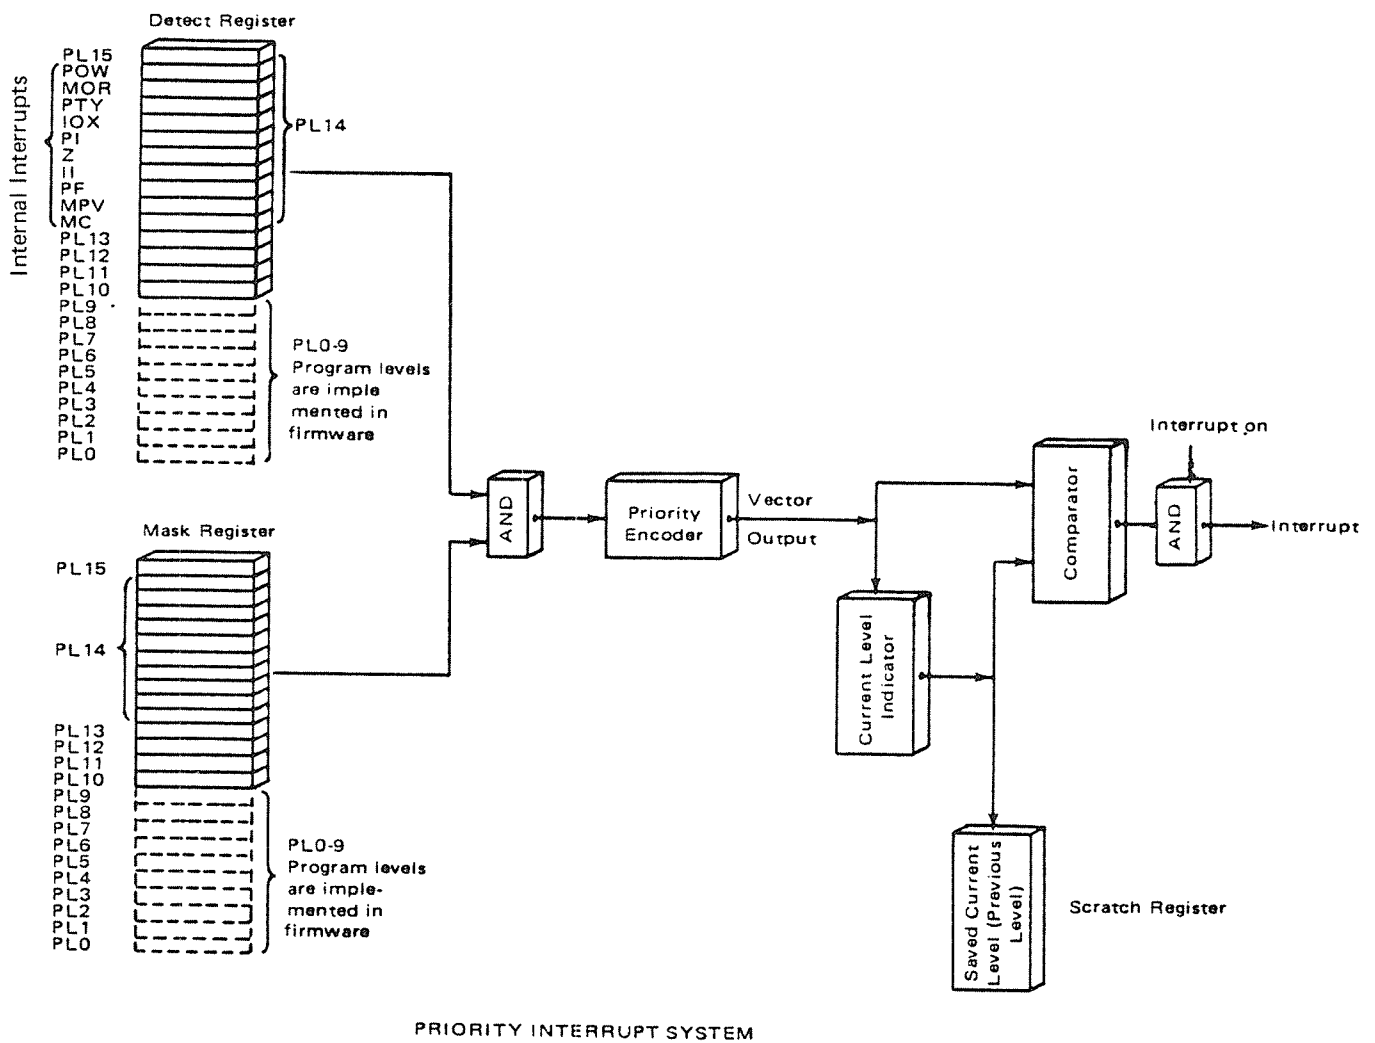 Detect Register
Internal Interrupts
PL15
POW
MOR
PTY
IOX
PI
Z
II
PF
MPV
MC
PL13
PL12
PL11
PL10
PL9
PL8
PL7
PL6
PL5
PL4
PL3
PL2
PL1
PL0
PL14
PL0-9
Program levels
are imple
mented in
firmware
Mask Register
PL15
PL14
PL13
PL12
PL11
PL10
PL9
PL8
PL7
PL6
PL5
PL4
PL3
PL2
PL1
PL0
PL0-9
Program levels
are imple-
mented in
firmware
AND
Priority
Encoder
Vector
Output
Current Level
Indicator
Comparator
Interrupt on
AND
Interrupt
Saved Current
Level (Previous
Level)
Scratch Register
PRIORITY INTERRUPT SYSTEM